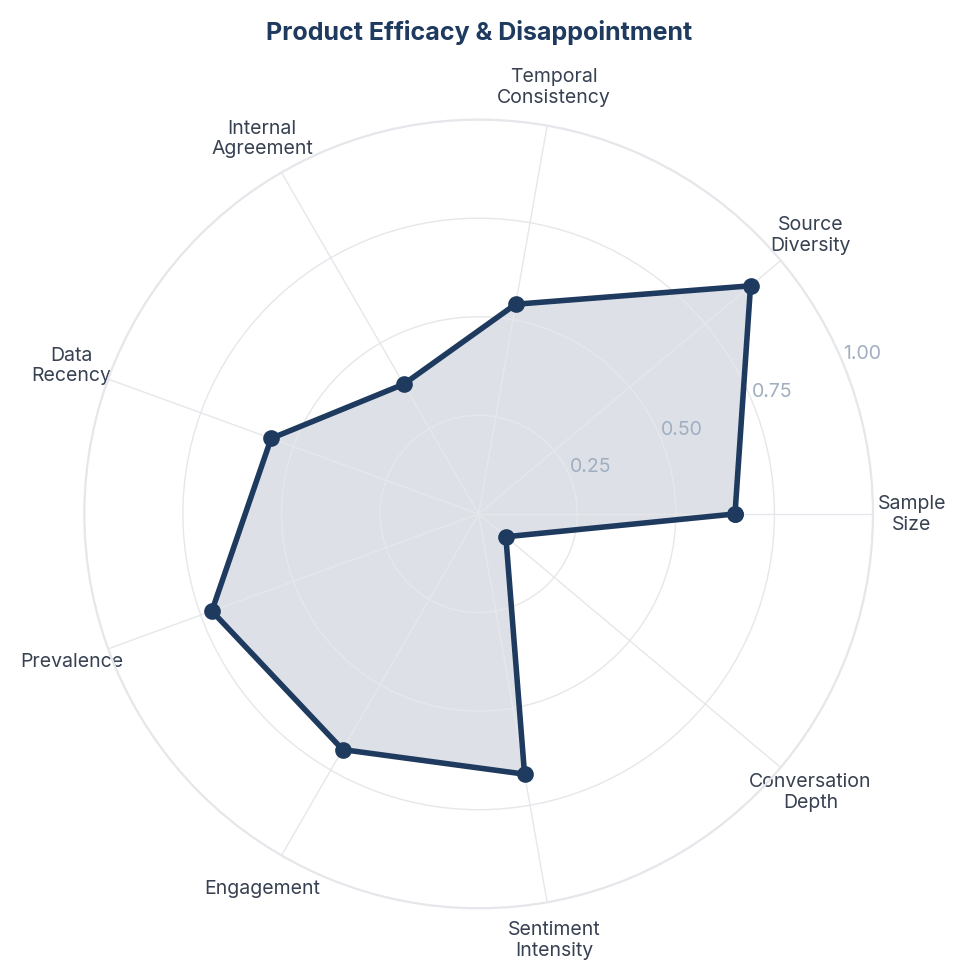 Product Efficacy & Disappointment
Temporal
Consistency
Internal
Agreement
Source
Diversity
Data
Recency
1.00
0.75
0.50
0.25
Sample
Size
Prevalence
Conversation
Depth
Engagement
Sentiment
Intensity